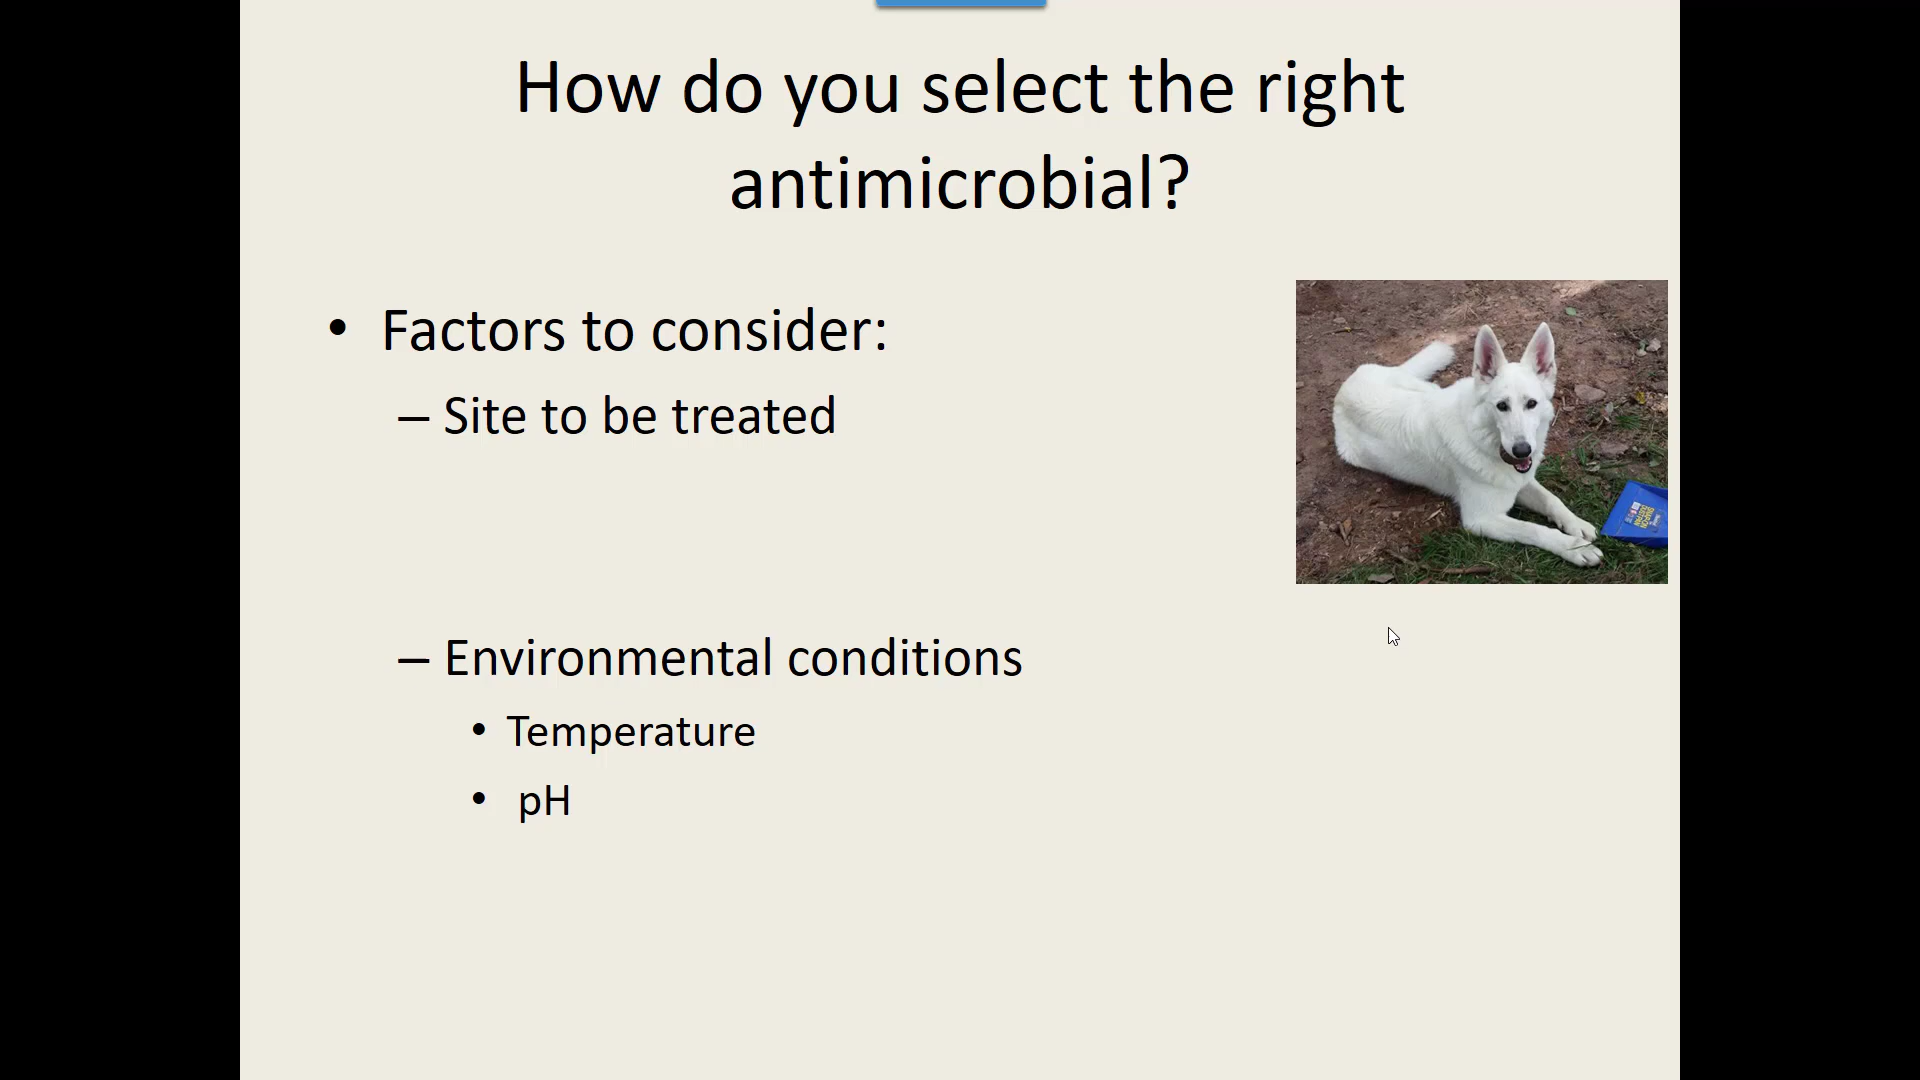 How do you select the right
antimicrobial?
• Factors to consider:
– Site to be treated
– Environmental conditions
• Temperature
• pH